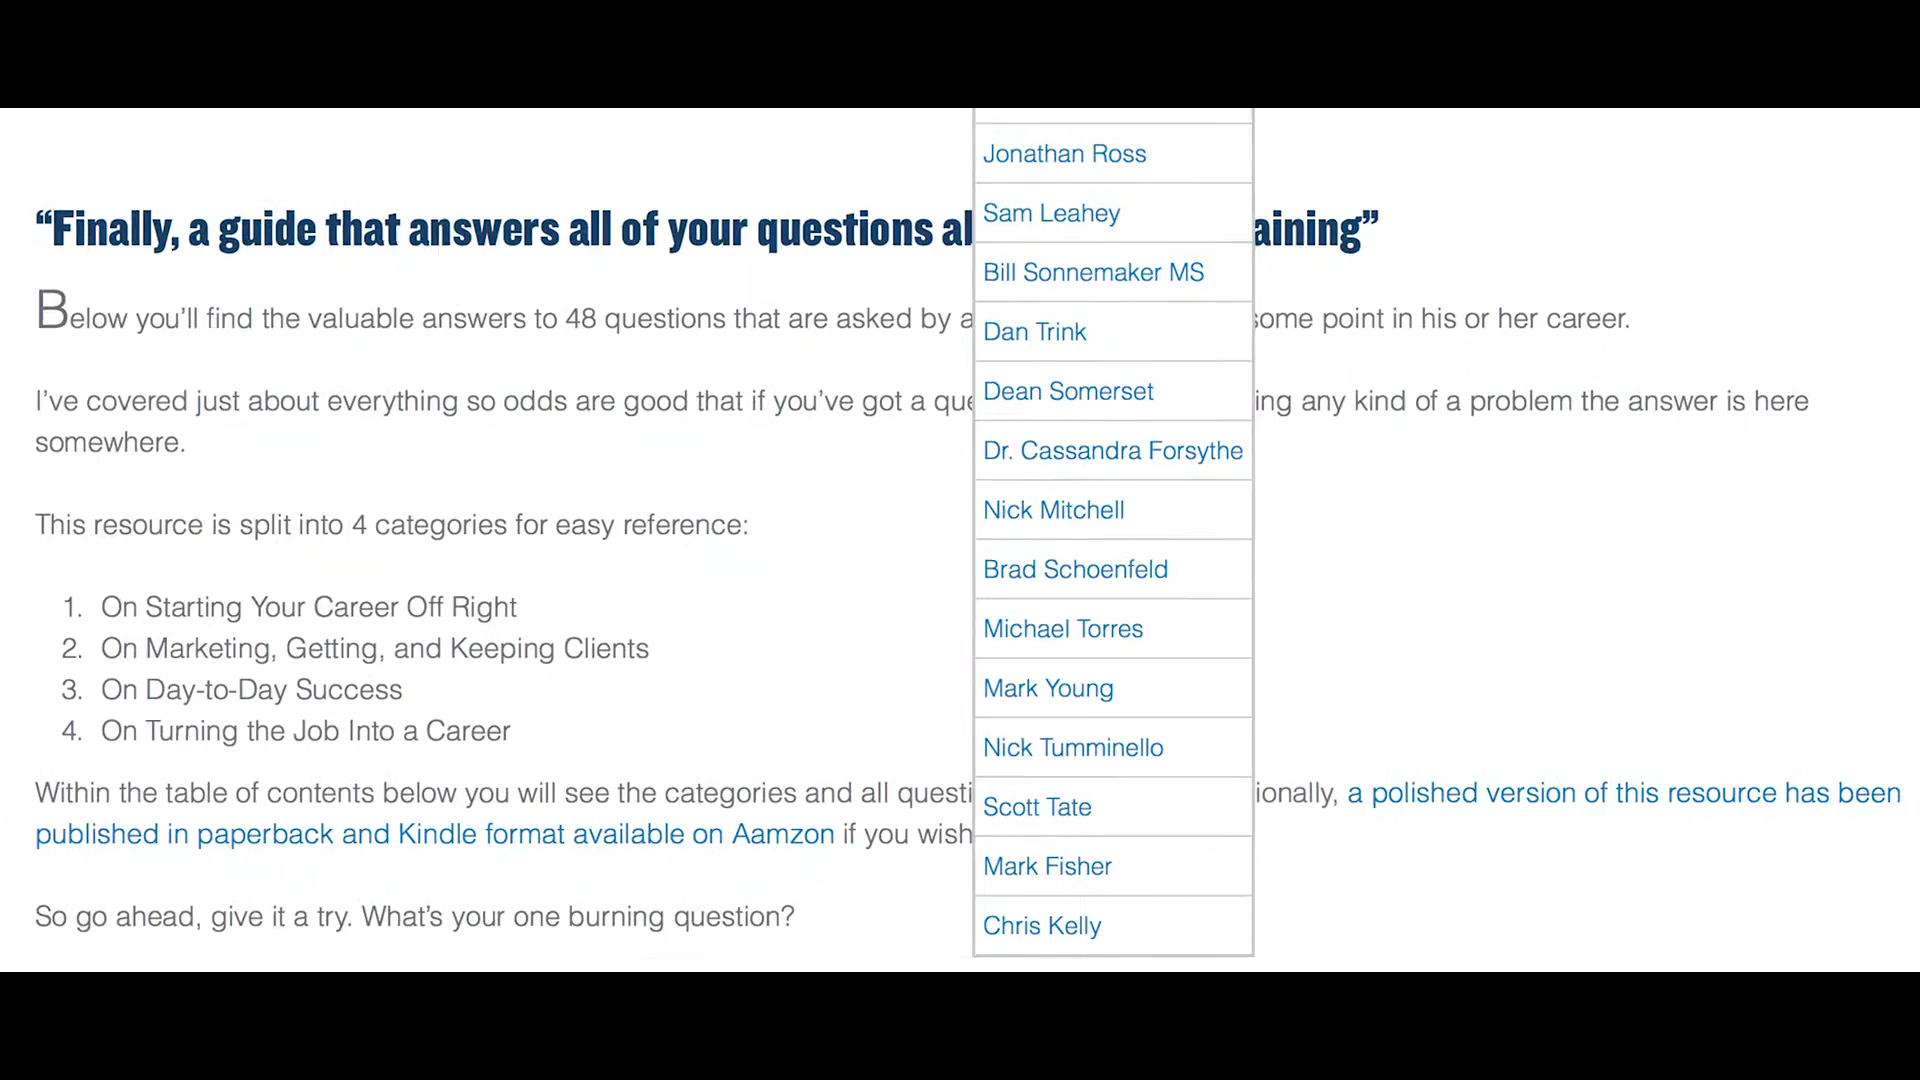 “Finally, a guide that answers all of your questions al aining”
Below you’ll find the valuable answers to 48 questions that are asked by a some point in his or her career.
I’ve covered just about everything so odds are good that if you’ve got a que ing any kind of a problem the answer is here
somewhere.
This resource is split into 4 categories for easy reference:
1. On Starting Your Career Off Right
2. On Marketing, Getting, and Keeping Clients
3. On Day-to-Day Success
4. On Turning the Job Into a Career
Within the table of contents below you will see the categories and all questi ionally, a polished version of this resource has been
published in paperback and Kindle format available on Aamzon if you wish
So go ahead, give it a try. What’s your one burning question?
Jonathan Ross
Sam Leahey
Bill Sonnemaker MS
Dan Trink
Dean Somerset
Dr. Cassandra Forsythe
Nick Mitchell
Brad Schoenfeld
Michael Torres
Mark Young
Nick Tumminello
Scott Tate
Mark Fisher
Chris Kelly